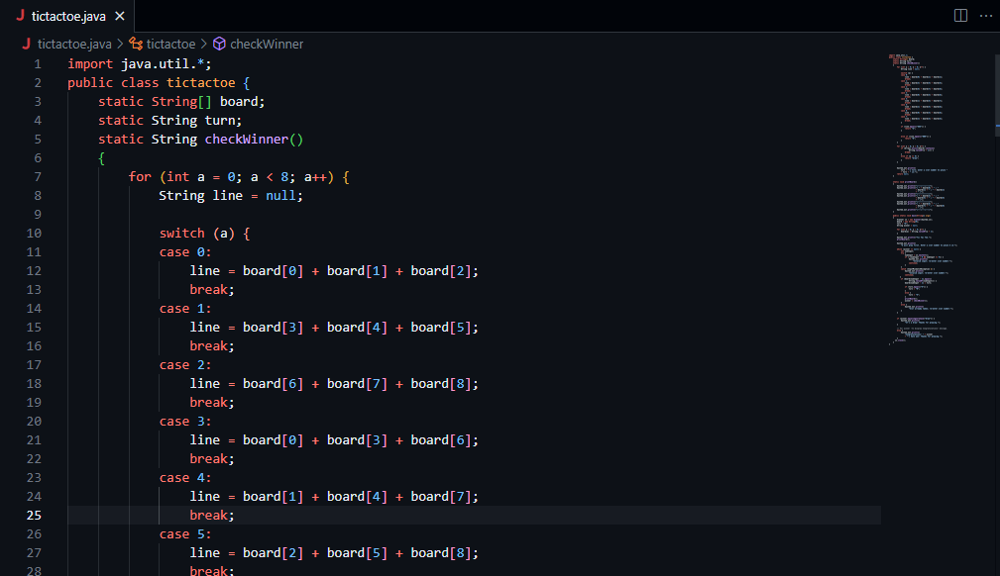 J tictactoe.java ×
J tictactoe.java > tictactoe > checkWinner
1 import java.util.*;
2 public class tictactoe {
3     static String[] board;
4     static String turn;
5     static String checkWinner()
6     {
7         for (int a = 0; a < 8; a++) {
8             String line = null;
9
10             switch (a) {
11             case 0:
12                 line = board[0] + board[1] + board[2];
13                 break;
14             case 1:
15                 line = board[3] + board[4] + board[5];
16                 break;
17             case 2:
18                 line = board[6] + board[7] + board[8];
19                 break;
20             case 3:
21                 line = board[0] + board[3] + board[6];
22                 break;
23             case 4:
24                 line = board[1] + board[4] + board[7];
25                 break;
26             case 5:
27                 line = board[2] + board[5] + board[8];
28                 break;